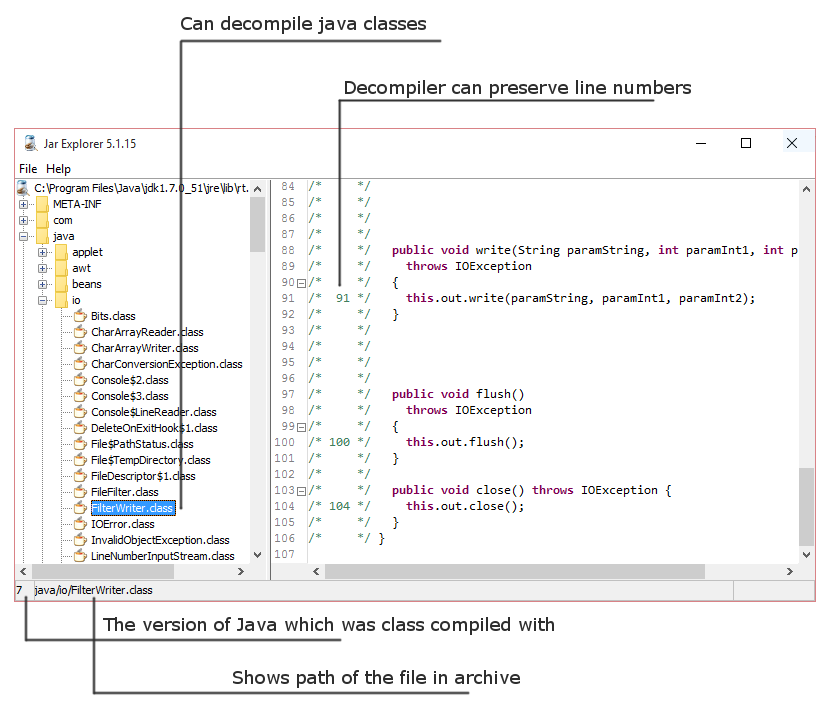 Can decompile java classes
Decompiler can preserve line numbers
Jar Explorer 5.1.15
File Help
C:\Program Files\Java\jdk1.7.0_51\jre\lib\rt.
META-INF
com
java
applet
awt
beans
io
Bits.class
CharArrayReader.class
CharArrayWriter.class
CharConversionException.class
Console$2.class
Console$3.class
Console$LineReader.class
DeleteOnExitHook$1.class
File$PathStatus.class
File$TempDirectory.class
FileDescriptor$1.class
FileFilter.class
FilterWriter.class
IOError.class
InvalidObjectException.class
LineNumberInputStream.class
84 /* */
85 /* */
86 /* */
87 /* */
88 /* */ public void write(String paramString, int paramInt1, int p
89 /* */ throws IOException
90 /* */ {
91 /* 91 */ this.out.write(paramString, paramInt1, paramInt2);
92 /* */ }
93 /* */
94 /* */
95 /* */
96 /* */
97 /* */ public void flush()
98 /* */ throws IOException
99 /* */ {
100 /* 100 */ this.out.flush();
101 /* */ }
102 /* */
103 /* */ public void close() throws IOException {
104 /* 104 */ this.out.close();
105 /* */ }
106 /* */ }
107
7 java/io/FilterWriter.class
The version of Java which was class compiled with
Shows path of the file in archive